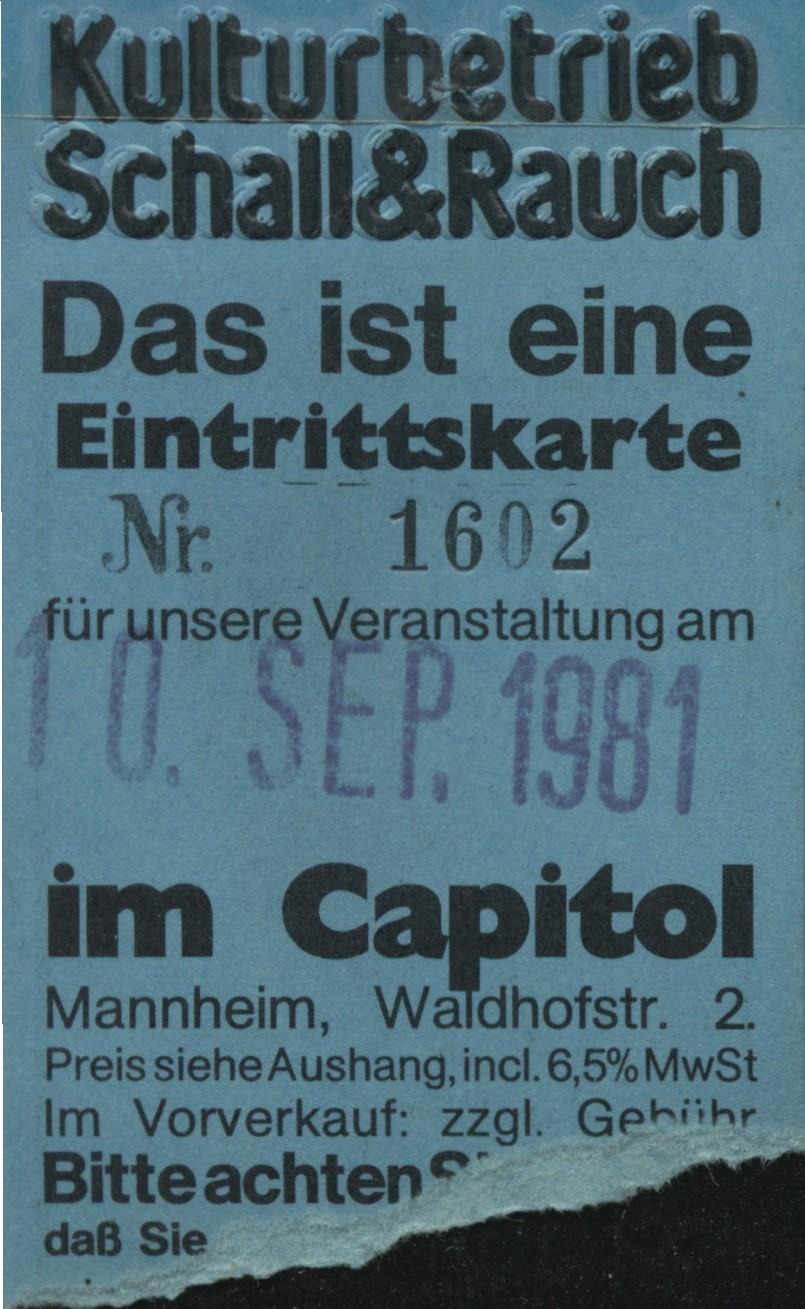 Kulturbetrieb
Schall&Rauch
Das ist eine
Eintrittskarte
Nr. 1602
für unsere Veranstaltung am
10. SEP. 1981
im Capitol
Mannheim, Waldhofstr. 2.
Preis siehe Aushang, incl. 6,5% MwSt
Im Vorverkauf: zzgl. Gebühr
Bitte achten
daß Sie